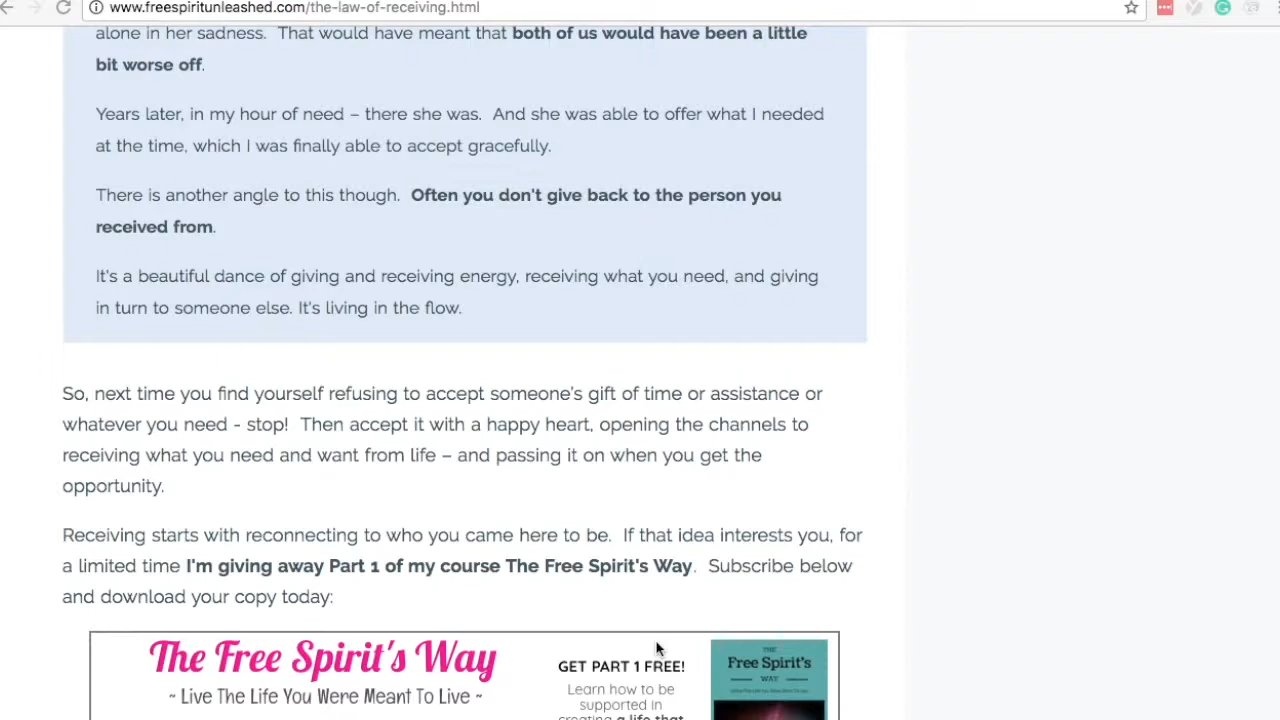 www.freespiritunleashed.com/the-law-of-receiving.html
alone in her sadness.  That would have meant that both of us would have been a little
bit worse off.
Years later, in my hour of need – there she was.  And she was able to offer what I needed
at the time, which I was finally able to accept gracefully.
There is another angle to this though.  Often you don't give back to the person you
received from.
It's a beautiful dance of giving and receiving energy, receiving what you need, and giving
in turn to someone else. It's living in the flow.
So, next time you find yourself refusing to accept someone's gift of time or assistance or
whatever you need - stop!  Then accept it with a happy heart, opening the channels to
receiving what you need and want from life – and passing it on when you get the
opportunity.
Receiving starts with reconnecting to who you came here to be.  If that idea interests you, for
a limited time I'm giving away Part 1 of my course The Free Spirit's Way.  Subscribe below
and download your copy today:
The Free Spirit's Way
~ Live The Life You Were Meant To Live ~
GET PART 1 FREE!
Learn how to be
supported in
creating a life that
THE
Free Spirit's
WAY